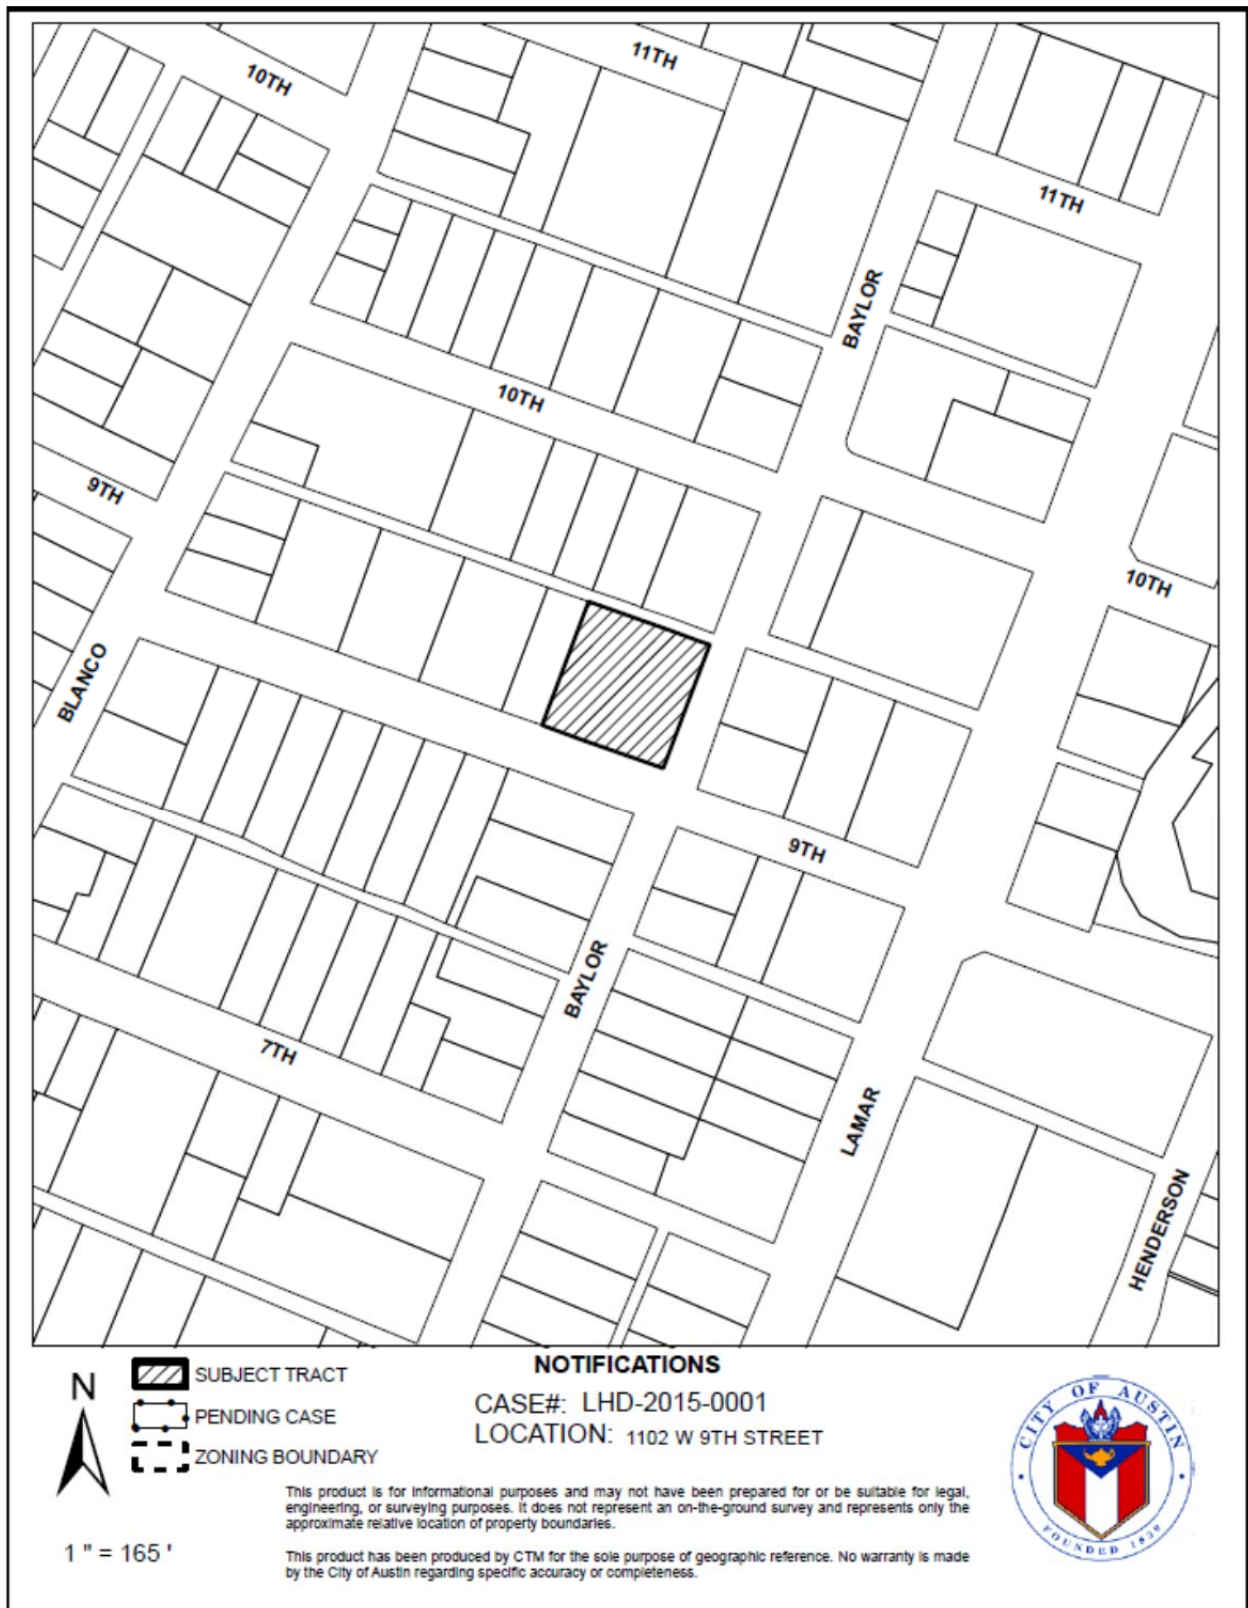 11TH
10TH
11TH
BAYLOR
10TH
9TH
10TH
BLANCO
9TH
BAYLOR
7TH
LAMAR
HENDERSON
NOTIFICATIONS
N
SUBJECT TRACT
CASE#: LHD-2015-0001
PENDING CASE
LOCATION: 1102 W 9TH STREET
ZONING BOUNDARY
CITY OF AUSTIN
FOUNDED 1839
This product is for informational purposes and may not have been prepared for or be suitable for legal,
engineering, or surveying purposes. It does not represent an on-the-ground survey and represents only the
approximate relative location of property boundaries.
1 " = 165 '
This product has been produced by CTM for the sole purpose of geographic reference. No warranty is made
by the City of Austin regarding specific accuracy or completeness.